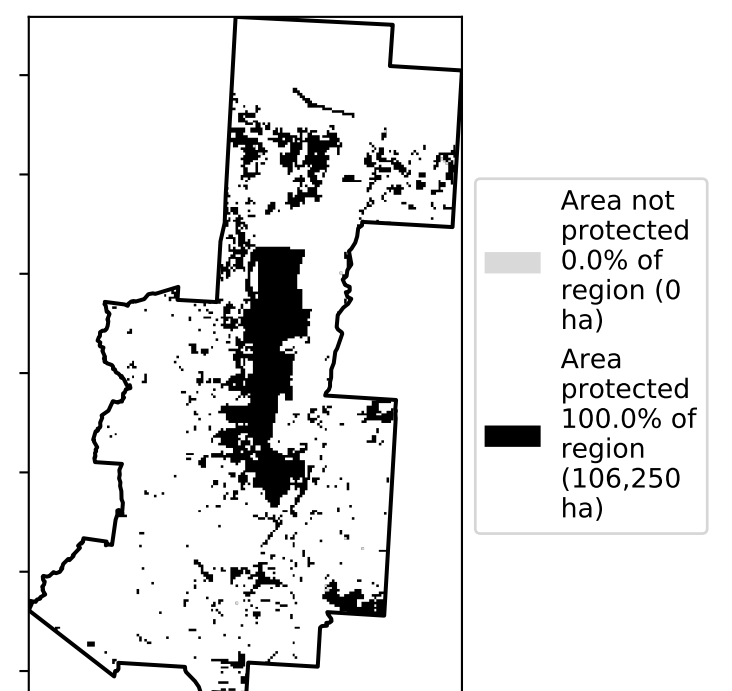 Area not
protected
0.0% of
region (0
ha)
Area
protected
100.0% of
region
(106,250
ha)